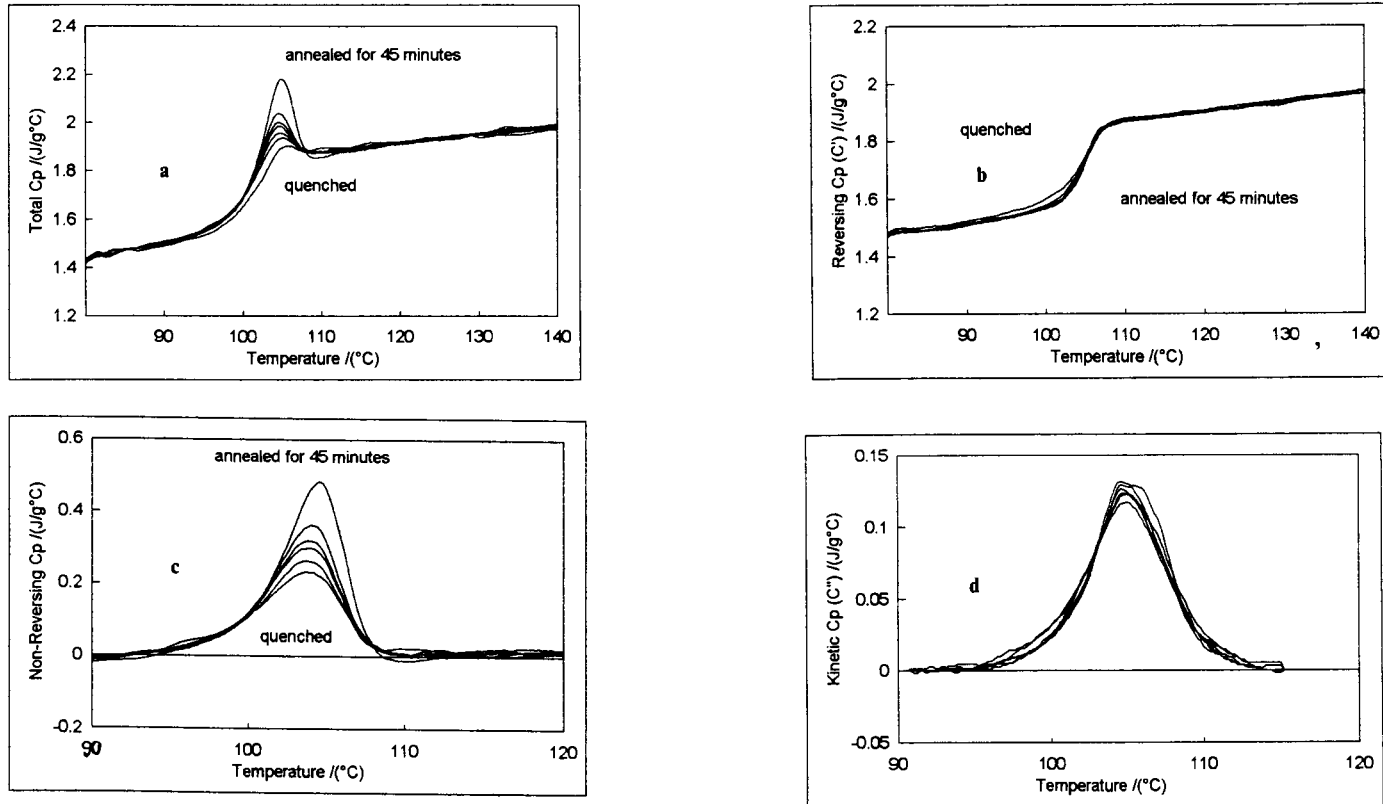 2.4
2.2
2
1.8
1.6
1.4
1.2
Total Cp /(J/g°C)
annealed for 45 minutes
a
quenched
90 100 110 120 130 140
Temperature /(°C)
2.2
2
1.8
1.6
1.4
1.2
Reversing Cp (C') /(J/g°C)
quenched
b
annealed for 45 minutes
90 100 110 120 130 , 140
Temperature /(°C)
0.6
0.4
0.2
0
-0.2
Non-Reversing Cp /(J/g°C)
annealed for 45 minutes
c
quenched
90 100 110 120
Temperature /(°C)
0.15
0.1
0.05
0
-0.05
Kinetic Cp (C") /(J/g°C)
d
90 100 110 120
Temperature /(°C)